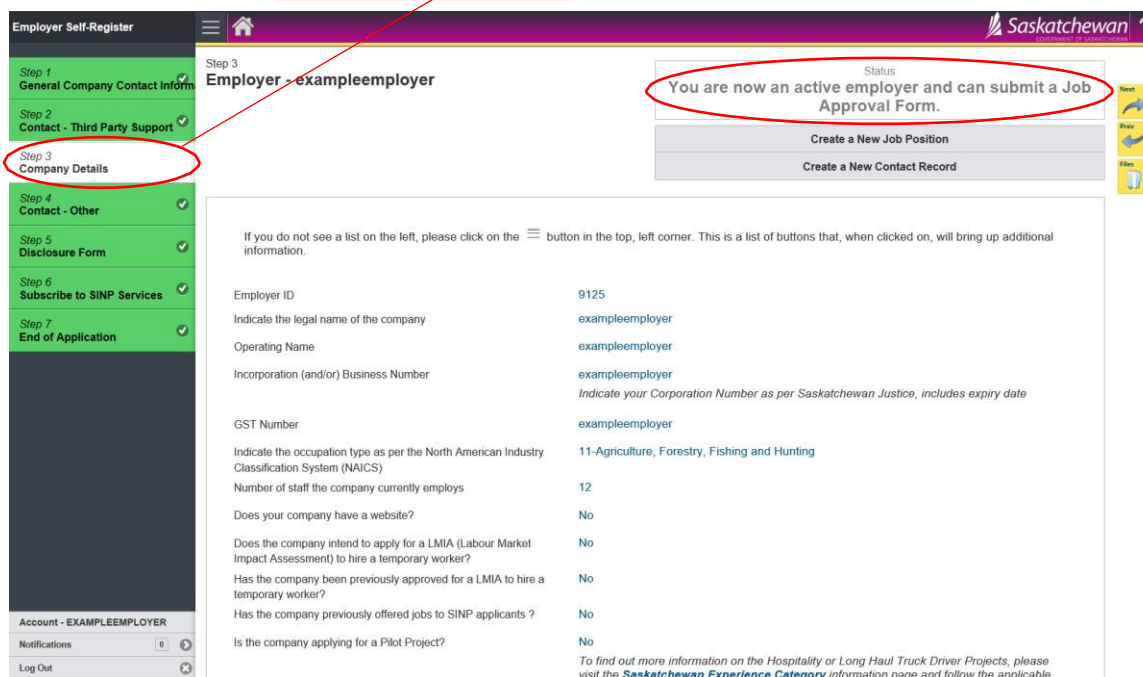 Employer Self-Register
Saskatchewan
GOVERNMENT OF SASKATCHEWAN
Step 1
General Company Contact Inform
Step 2
Contact - Third Party Support
Step 3
Company Details
Step 4
Contact - Other
Step 5
Disclosure Form
Step 6
Subscribe to SINP Services
Step 7
End of Application
Account - EXAMPLEEMPLOYER
Notifications 0
Log Out
Step 3
Employer - exampleemployer
Status
You are now an active employer and can submit a Job
Approval Form.
Create a New Job Position
Create a New Contact Record
Next
Prev
Files
If you do not see a list on the left, please click on the ☰ button in the top, left corner. This is a list of buttons that, when clicked on, will bring up additional
information.
Employer ID 9125
Indicate the legal name of the company exampleemployer
Operating Name exampleemployer
Incorporation (and/or) Business Number exampleemployer
Indicate your Corporation Number as per Saskatchewan Justice, includes expiry date
GST Number exampleemployer
Indicate the occupation type as per the North American Industry 11-Agriculture, Forestry, Fishing and Hunting
Classification System (NAICS)
Number of staff the company currently employs 12
Does your company have a website? No
Does the company intend to apply for a LMIA (Labour Market No
Impact Assessment) to hire a temporary worker?
Has the company been previously approved for a LMIA to hire a No
temporary worker?
Has the company previously offered jobs to SINP applicants ? No
Is the company applying for a Pilot Project? No
To find out more information on the Hospitality or Long Haul Truck Driver Projects, please
visit the Saskatchewan Experience Category information page and follow the applicable